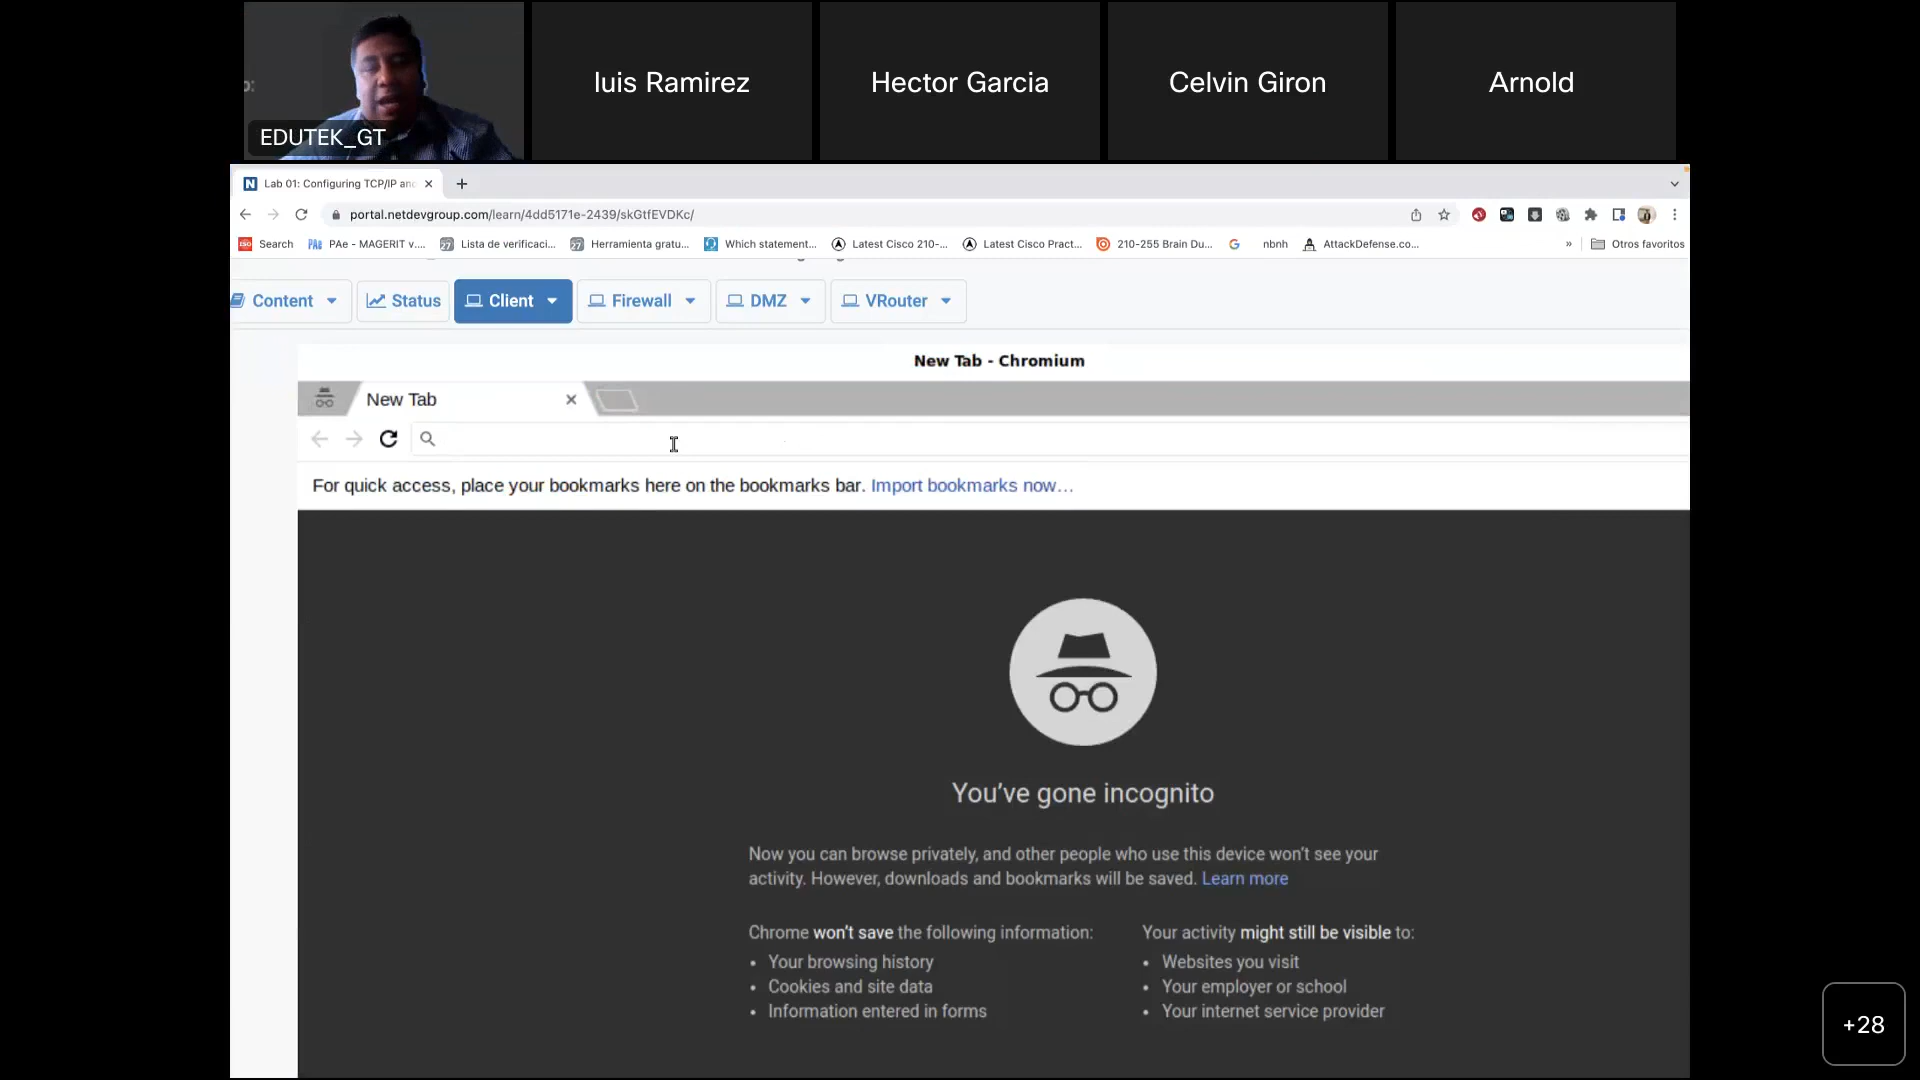 EDUTEK_GT
luis Ramirez
Hector Garcia
Celvin Giron
Arnold
Lab 01: Configuring TCP/IP and
portal.netdevgroup.com/learn/4dd5171e-2439/skGtfEVDKc/
Search
PAe - MAGERIT v....
Lista de verificaci...
Herramienta gratu...
Which statement...
Latest Cisco 210-...
Latest Cisco Pract...
210-255 Brain Du...
nbnh
AttackDefense.co...
»
Otros favoritos
Content
Status
Client
Firewall
DMZ
VRouter
New Tab - Chromium
New Tab
For quick access, place your bookmarks here on the bookmarks bar. Import bookmarks now…
You’ve gone incognito
Now you can browse privately, and other people who use this device won’t see your
activity. However, downloads and bookmarks will be saved. Learn more
Chrome won’t save the following information:
• Your browsing history
• Cookies and site data
• Information entered in forms
Your activity might still be visible to:
• Websites you visit
• Your employer or school
• Your internet service provider
+28